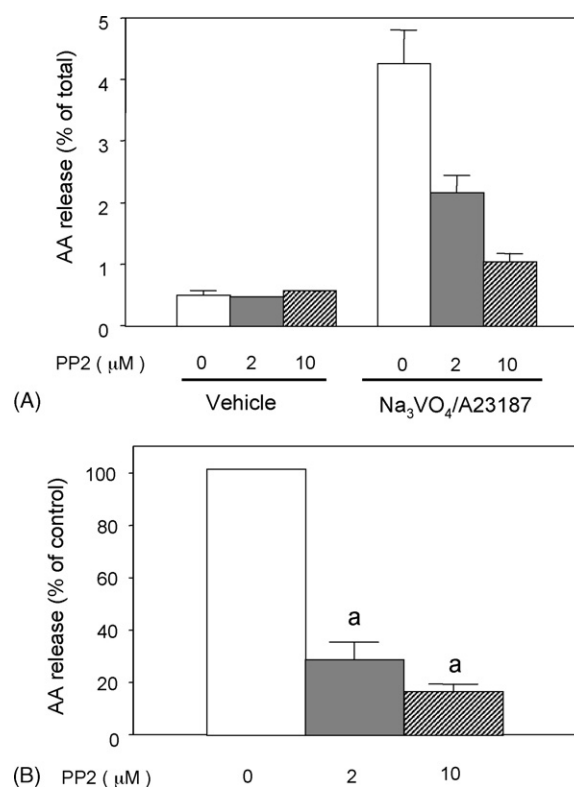 AA release (% of total)
5
4
3
2
1
0
PP2 ( μM) 0 2 10 0 2 10
(A) Vehicle Na₃VO₄/A23187
AA release (% of control)
100
80
60
40
20
0
a
a
(B) PP2 ( μM) 0 2 10